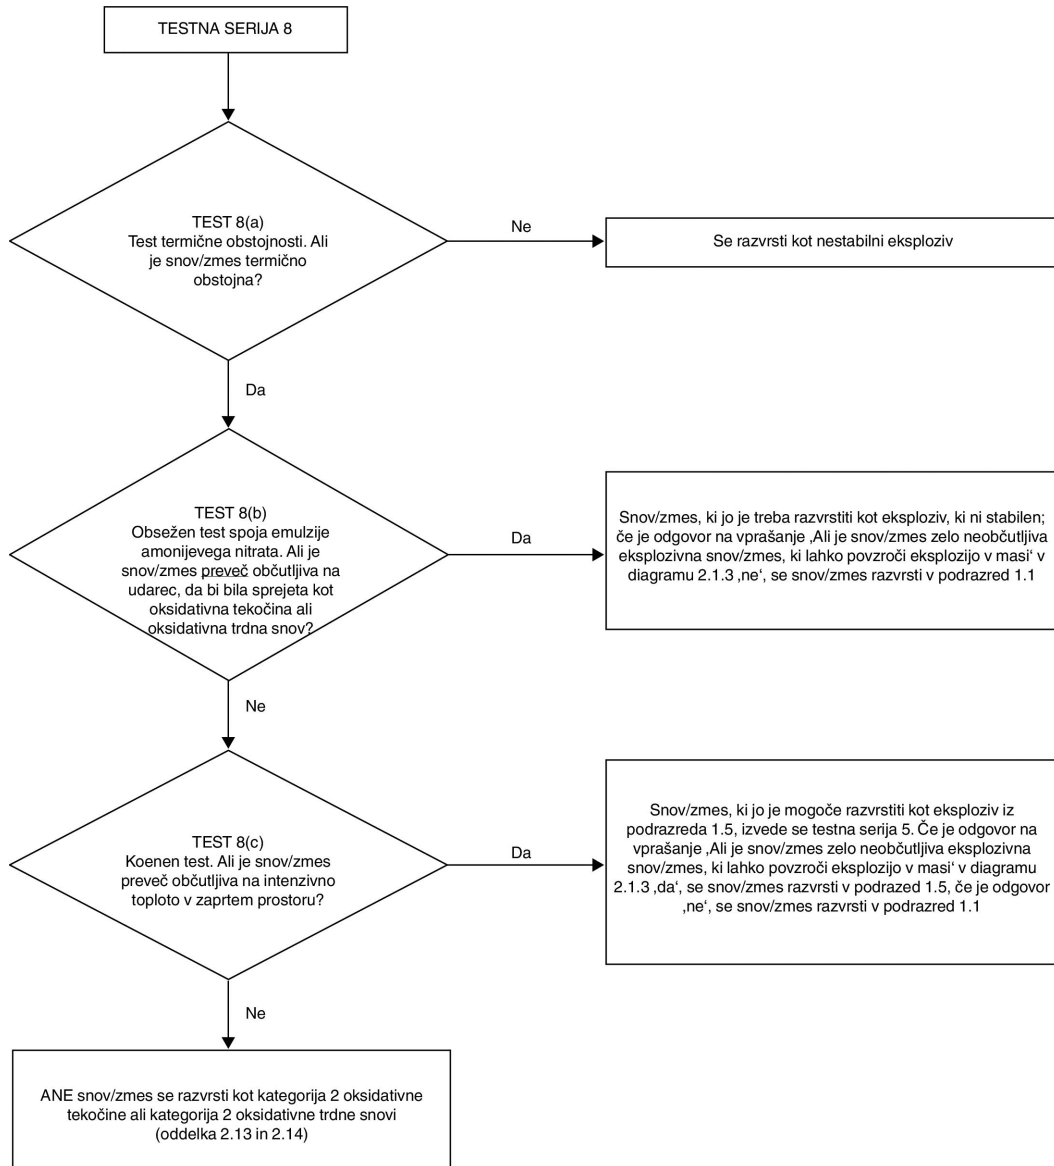 TESTNA SERIJA 8
TEST 8(a)
Test termične obstojnosti. Ali
je snov/zmes termično
obstojna?
Ne
Se razvrsti kot nestabilni eksploziv
Da
TEST 8(b)
Obsežen test spoja emulzije
amonijevega nitrata. Ali je
snov/zmes preveč občutljiva na
udarec, da bi bila sprejeta kot
oksidativna tekočina ali
oksidativna trdna snov?
Da
Snov/zmes, ki jo je treba razvrstiti kot eksploziv, ki ni stabilen;
če je odgovor na vprašanje ‚Ali je snov/zmes zelo neobčutljiva
eksplozivna snov/zmes, ki lahko povzroči eksplozijo v masi‘ v
diagramu 2.1.3 ‚ne‘, se snov/zmes razvrsti v podrazred 1.1
Ne
TEST 8(c)
Koenen test. Ali je snov/zmes
preveč občutljiva na intenzivno
toploto v zaprtem prostoru?
Da
Snov/zmes, ki jo je mogoče razvrstiti kot eksploziv iz
podrazreda 1.5, izvede se testna serija 5. Če je odgovor na
vprašanje ‚Ali je snov/zmes zelo neobčutljiva eksplozivna
snov/zmes, ki lahko povzroči eksplozijo v masi‘ v diagramu
2.1.3 ‚da‘, se snov/zmes razvrsti v podrazed 1.5, če je odgovor
‚ne‘, se snov/zmes razvrsti v podrazred 1.1
Ne
ANE snov/zmes se razvrsti kot kategorija 2 oksidativne
tekočine ali kategorija 2 oksidativne trdne snovi
(oddelka 2.13 in 2.14)